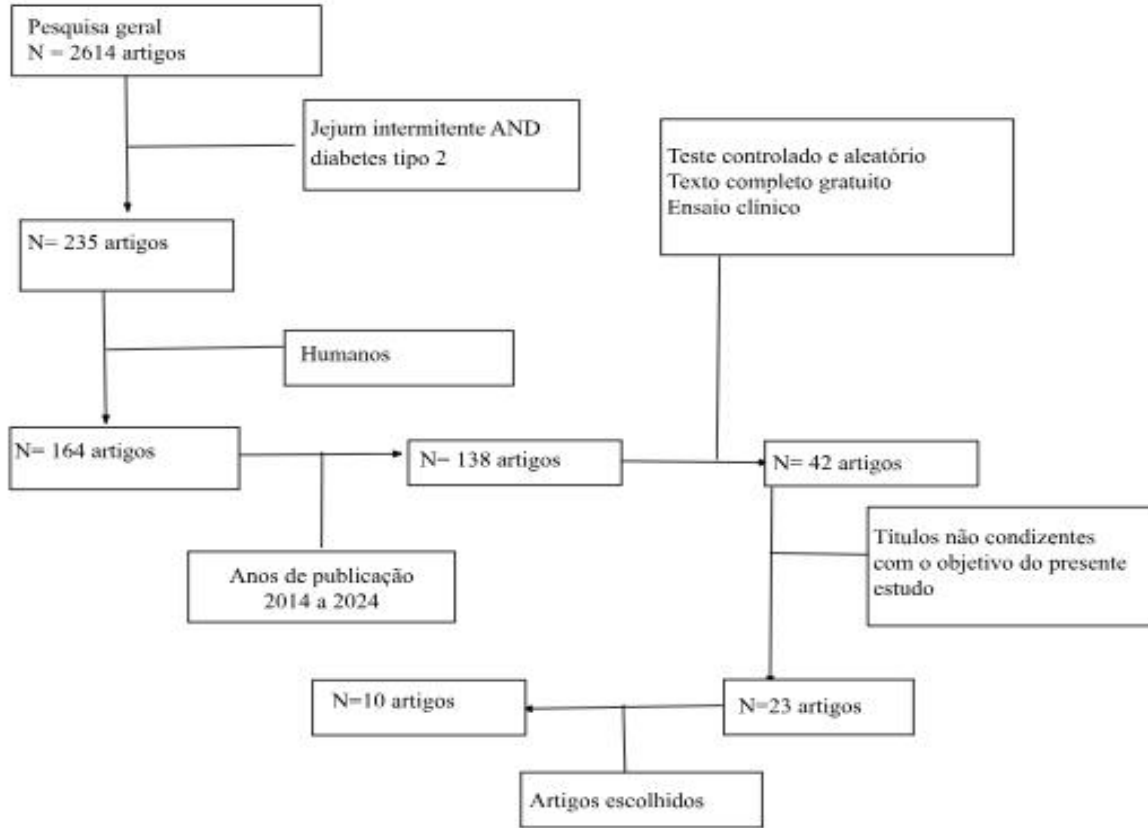 Pesquisa geral
N = 2614 artigos
Jejum intermitente AND
diabetes tipo 2
Teste controlado e aleatório
Texto completo gratuito
Ensaio clínico
N= 235 artigos
Humanos
N= 164 artigos
N= 138 artigos
N= 42 artigos
Anos de publicação
2014 a 2024
Títulos não condizentes
com o objetivo do presente
estudo
N=10 artigos
N=23 artigos
Artigos escolhidos